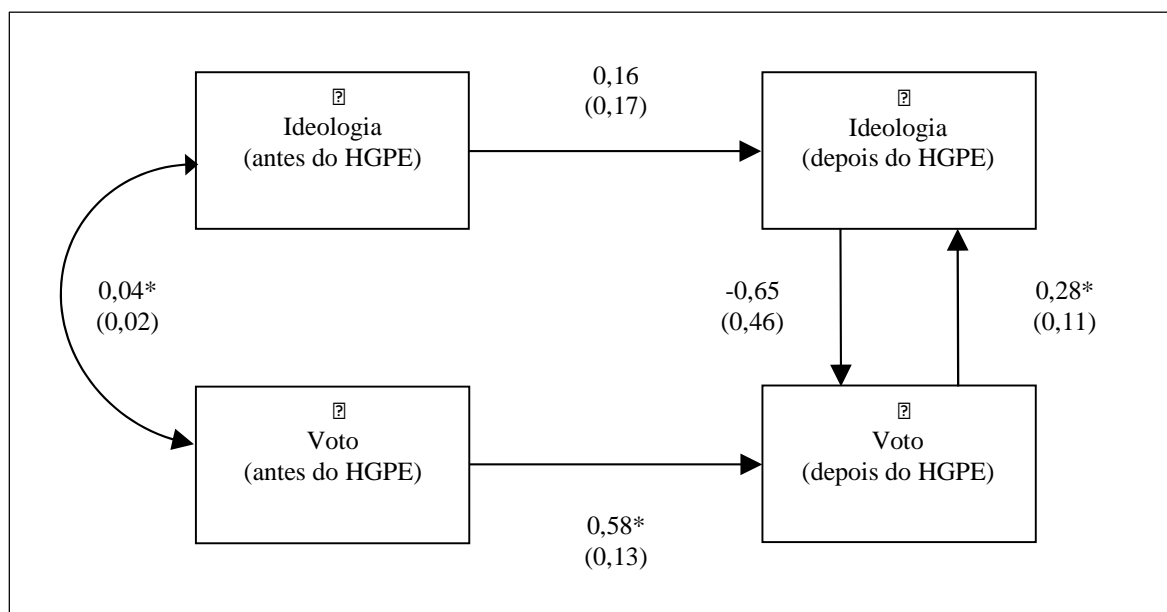 0,16
(0,17)
Ideologia
(antes do HGPE)
Ideologia
(depois do HGPE)
0,04*
(0,02)
-0,65
(0,46)
0,28*
(0,11)
Voto
(antes do HGPE)
Voto
(depois do HGPE)
0,58*
(0,13)